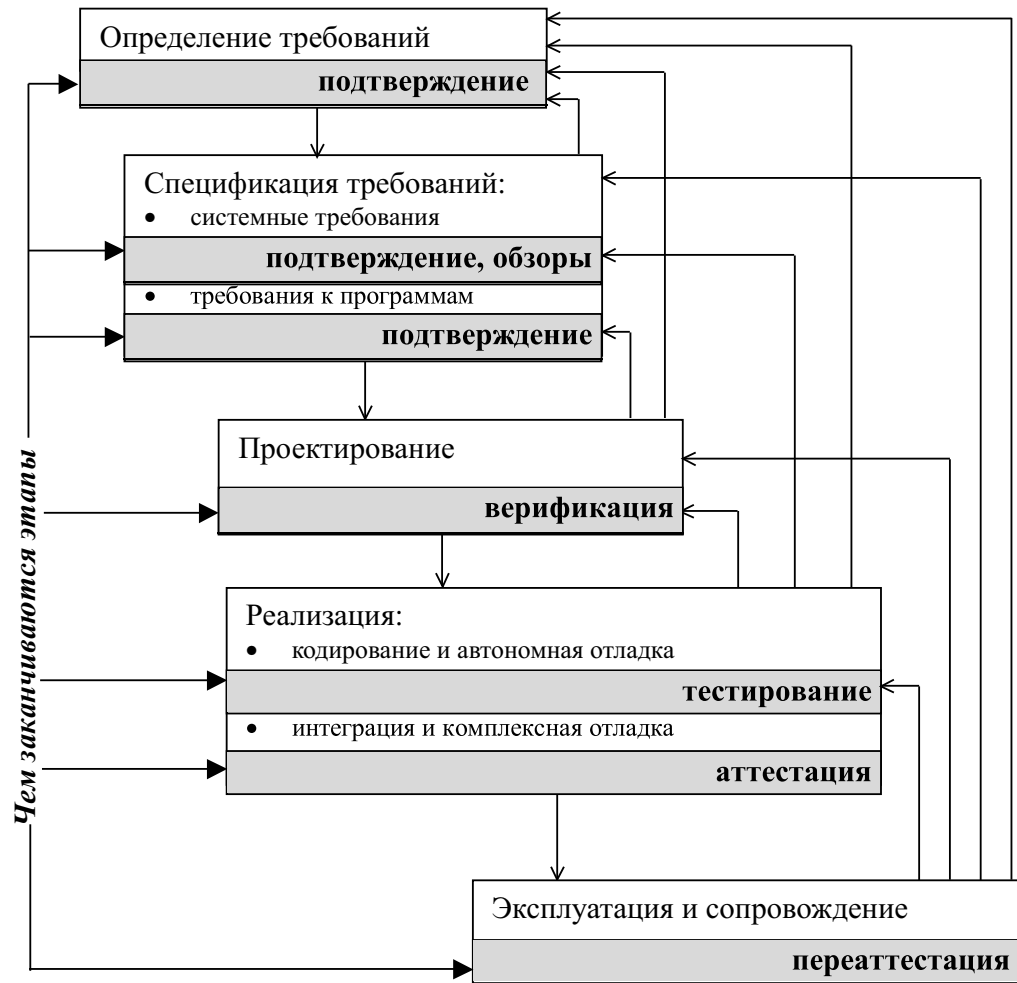 Определение требований
подтверждение
Спецификация требований:
• системные требования
подтверждение, обзоры
• требования к программам
подтверждение
Проектирование
верификация
Чем заканчиваются этапы
Реализация:
• кодирование и автономная отладка
тестирование
• интеграция и комплексная отладка
аттестация
Эксплуатация и сопровождение
переаттестация